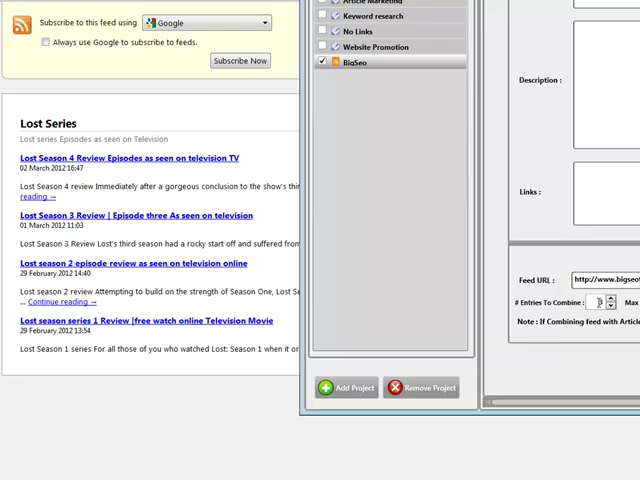 Subscribe to this feed using Google
Always use Google to subscribe to feeds.
Subscribe Now
Lost Series
Lost series Episodes as seen on Television
Lost Season 4 Review Episodes as seen on television TV
02 March 2012 16:47
Lost Season 4 review Immediately after a gorgeous conclusion to the show's thir
reading →
Lost Season 3 Review | Episode three As seen on television
01 March 2012 11:03
Lost Season 3 Review Lost's third season had a rocky start off and suffered from
Lost season 2 episode review as seen on television online
29 February 2012 14:40
Lost season 2 review Attempting to build on the strength of Season One, Lost Se
... Continue reading →
Lost season series 1 Review |free watch online Television Movie
29 February 2012 13:54
Lost Season 1 series For all those of you who watched Lost: Season 1 when it or
Article Marketing
Keyword research
No Links
Website Promotion
BigSeo
Add Project
Remove Project
Description :
Links :
Feed URL : http://www.bigseot
# Entries To Combine : 3 Max
Note : If Combining feed with Article